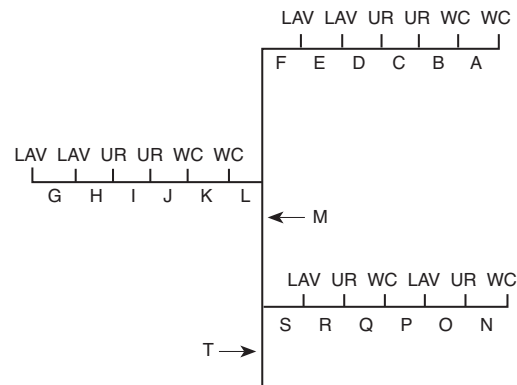 LAV LAV UR UR WC WC
F E D C B A
LAV LAV UR UR WC WC
G H I J K L
M
LAV UR WC LAV UR WC
S R Q P O N
T